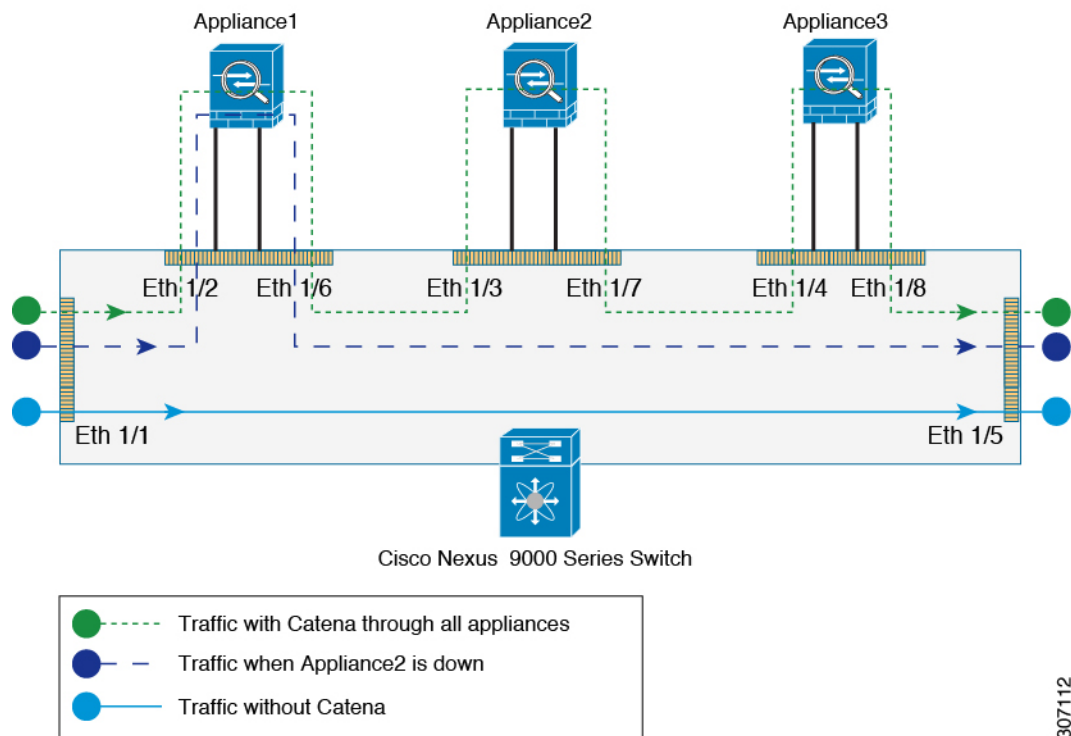 Appliance1
Appliance2
Appliance3
Eth 1/2
Eth 1/6
Eth 1/3
Eth 1/7
Eth 1/4
Eth 1/8
Eth 1/1
Eth 1/5
Cisco Nexus 9000 Series Switch
Traffic with Catena through all appliances
Traffic when Appliance2 is down
Traffic without Catena
307112